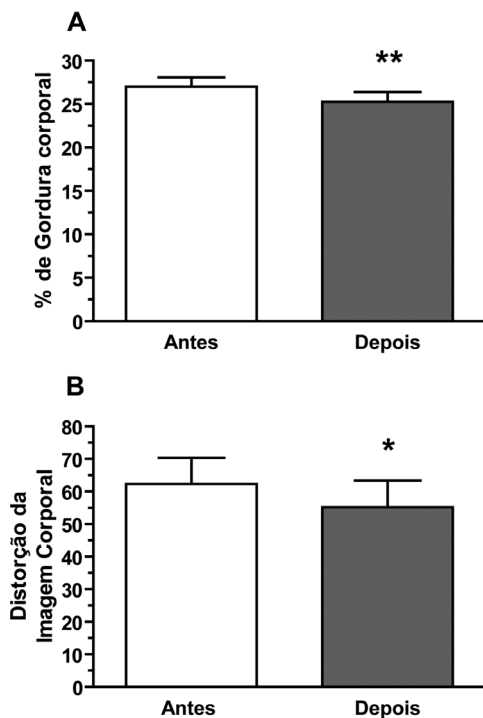 A
% de Gordura corporal
30
25
20
15
10
5
0
**
Antes
Depois
B
Distorção da
Imagem Corporal
80
70
60
50
40
30
20
10
0
*
Antes
Depois